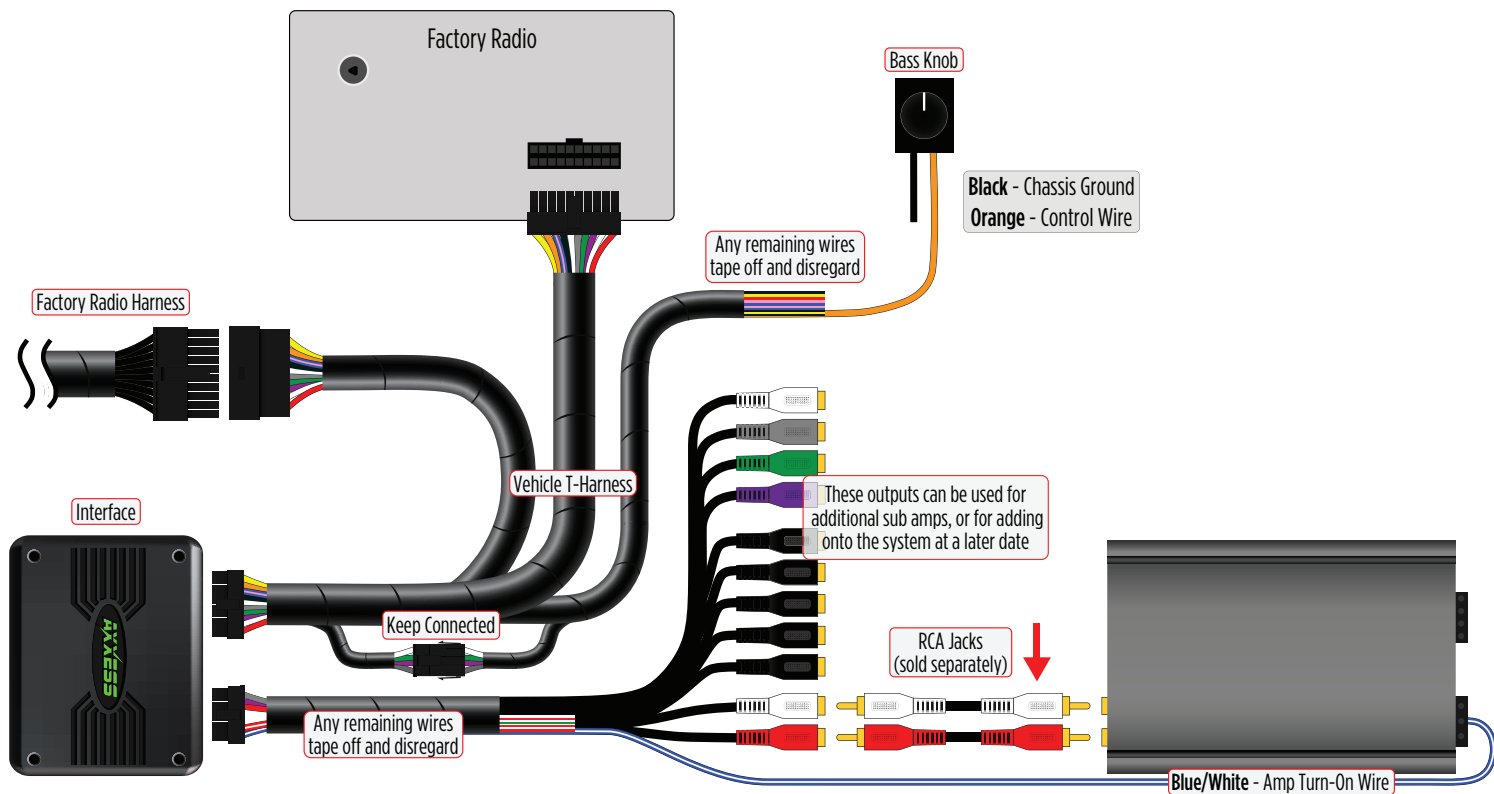 Factory Radio
Bass Knob
Black - Chassis Ground
Orange - Control Wire
Any remaining wires
tape off and disregard
Factory Radio Harness
Vehicle T-Harness
These outputs can be used for
additional sub amps, or for adding
onto the system at a later date
Interface
AXXESS
Keep Connected
RCA Jacks
(sold separately)
Any remaining wires
tape off and disregard
Blue/White - Amp Turn-On Wire